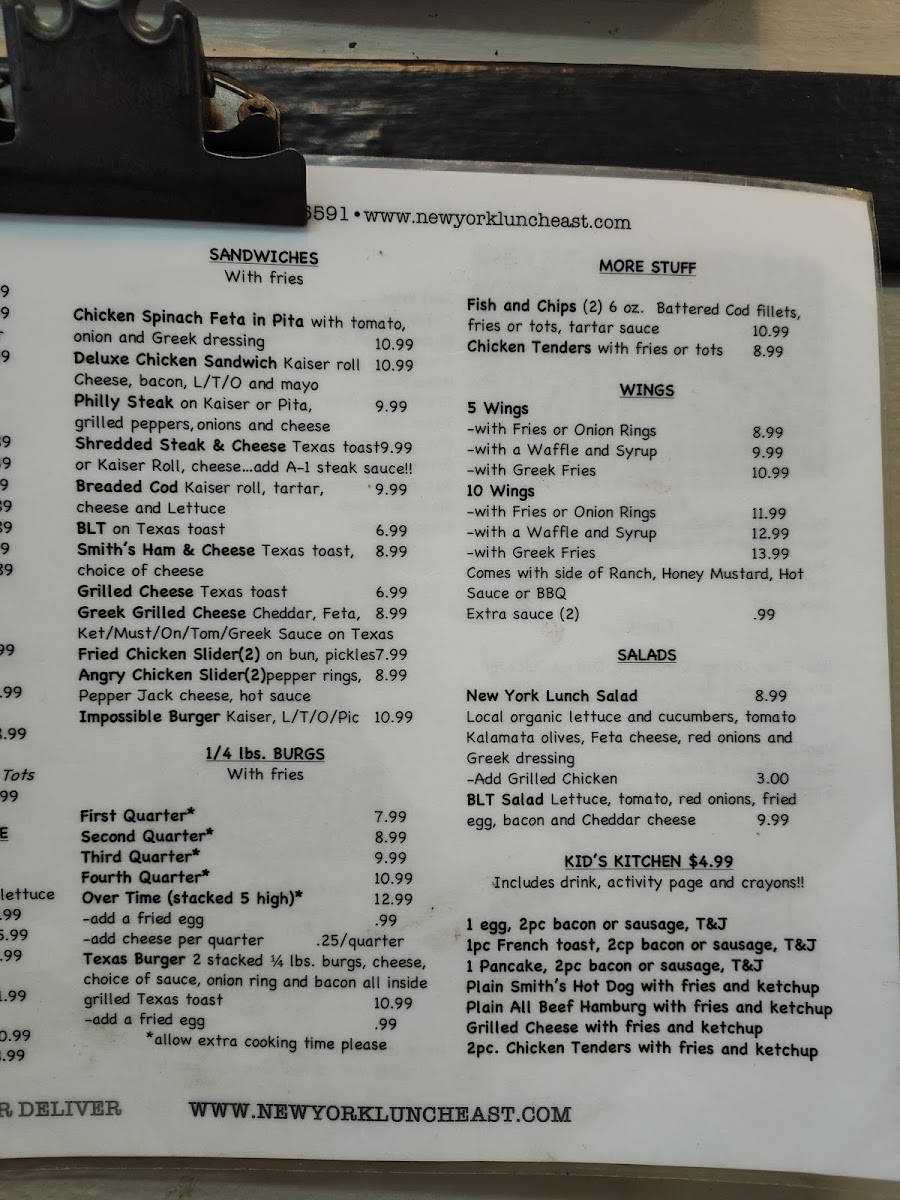 6591 • www.newyorkluncheast.com
SANDWICHES
With fries
Chicken Spinach Feta in Pita with tomato,
onion and Greek dressing 10.99
Deluxe Chicken Sandwich Kaiser roll 10.99
Cheese, bacon, L/T/O and mayo
Philly Steak on Kaiser or Pita, 9.99
grilled peppers, onions and cheese
Shredded Steak & Cheese Texas toast9.99
or Kaiser Roll, cheese...add A-1 steak sauce!!
Breaded Cod Kaiser roll, tartar, 9.99
cheese and Lettuce
BLT on Texas toast 6.99
Smith's Ham & Cheese Texas toast, 8.99
choice of cheese
Grilled Cheese Texas toast 6.99
Greek Grilled Cheese Cheddar, Feta, 8.99
Ket/Must/On/Tom/Greek Sauce on Texas
Fried Chicken Slider(2) on bun, pickles7.99
Angry Chicken Slider(2)pepper rings, 8.99
Pepper Jack cheese, hot sauce
Impossible Burger Kaiser, L/T/O/Pic 10.99
1/4 lbs. BURGS
With fries
First Quarter* 7.99
Second Quarter* 8.99
Third Quarter* 9.99
Fourth Quarter* 10.99
Over Time (stacked 5 high)* 12.99
-add a fried egg .99
-add cheese per quarter .25/quarter
Texas Burger 2 stacked ¼ lbs. burgs, cheese,
choice of sauce, onion ring and bacon all inside
grilled Texas toast 10.99
-add a fried egg .99
*allow extra cooking time please
MORE STUFF
Fish and Chips (2) 6 oz. Battered Cod fillets,
fries or tots, tartar sauce 10.99
Chicken Tenders with fries or tots 8.99
WINGS
5 Wings
-with Fries or Onion Rings 8.99
-with a Waffle and Syrup 9.99
-with Greek Fries 10.99
10 Wings
-with Fries or Onion Rings 11.99
-with a Waffle and Syrup 12.99
-with Greek Fries 13.99
Comes with side of Ranch, Honey Mustard, Hot
Sauce or BBQ
Extra sauce (2) .99
SALADS
New York Lunch Salad 8.99
Local organic lettuce and cucumbers, tomato
Kalamata olives, Feta cheese, red onions and
Greek dressing
-Add Grilled Chicken 3.00
BLT Salad Lettuce, tomato, red onions, fried
egg, bacon and Cheddar cheese 9.99
KID'S KITCHEN $4.99
Includes drink, activity page and crayons!!
1 egg, 2pc bacon or sausage, T&J
1pc French toast, 2cp bacon or sausage, T&J
1 Pancake, 2pc bacon or sausage, T&J
Plain Smith's Hot Dog with fries and ketchup
Plain All Beef Hamburg with fries and ketchup
Grilled Cheese with fries and ketchup
2pc. Chicken Tenders with fries and ketchup
Tots
lettuce
R DELIVER WWW.NEWYORKLUNCHEAST.COM